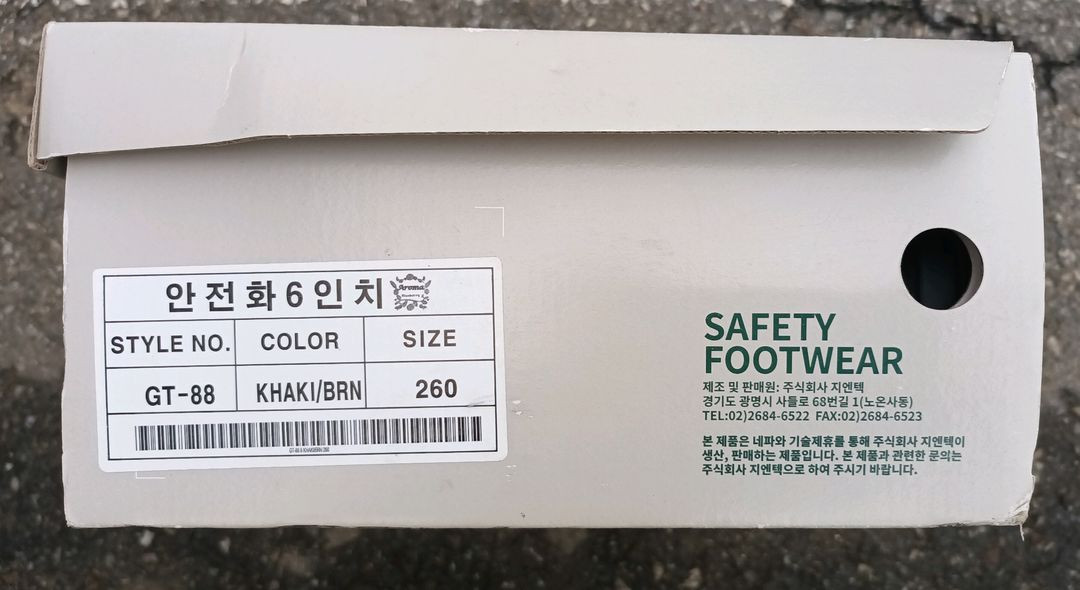 안전화6인치
Aroma
STYLE NO. COLOR SIZE
GT-88 KHAKI/BRN 260
SAFETY
FOOTWEAR
제조 및 판매원: 주식회사 지엔텍
경기도 광명시 사들로 68번길 1(노온사동)
TEL:02)2684-6522 FAX:02)2684-6523
본 제품은 네파와 기술제휴를 통해 주식회사 지엔텍이
생산, 판매하는 제품입니다. 본 제품과 관련한 문의는
주식회사 지엔텍으로 하여 주시기 바랍니다.